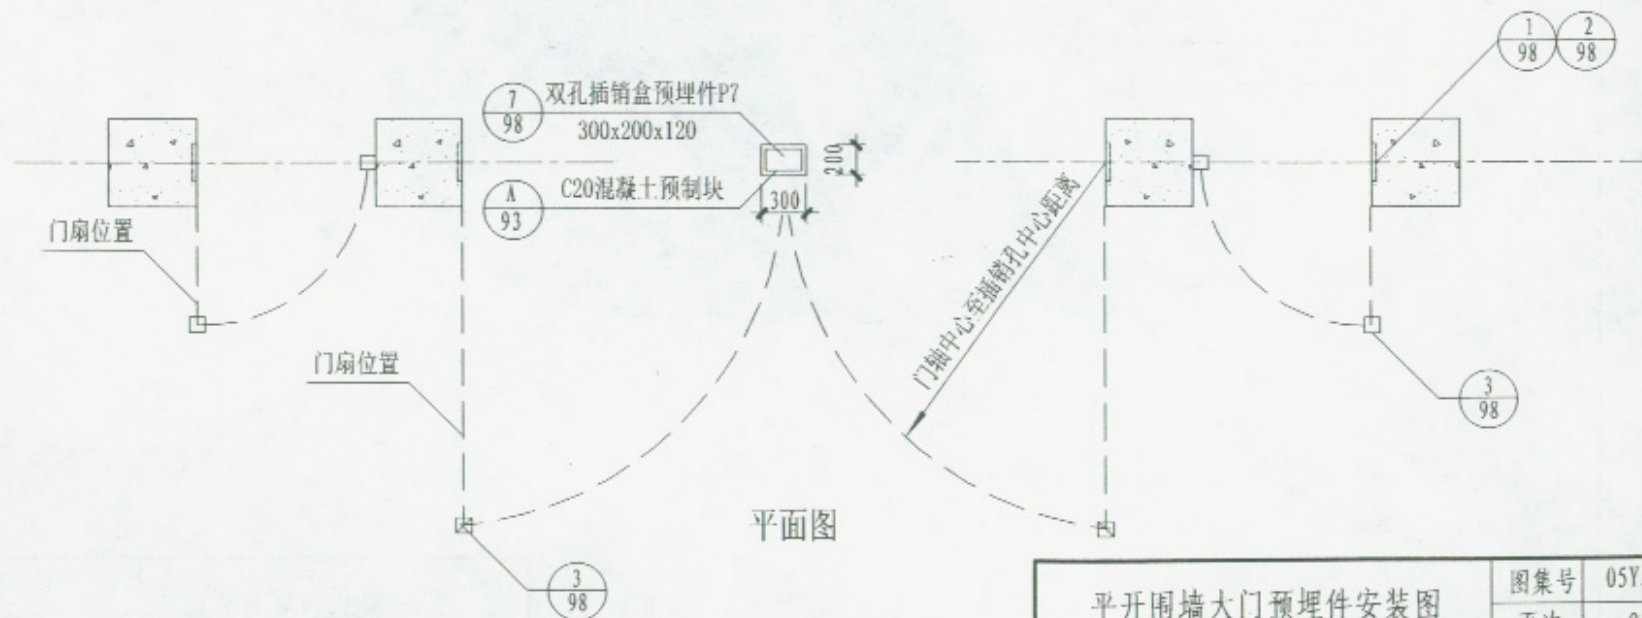 1
98
2
98
7
98
双孔插销盒预埋件P7
300x200x120
A
93
C20混凝土预制块
200
300
门轴中心至插销孔中心距离
门扇位置
门扇位置
3
98
平面图
3
98
平开围墙大门预埋件安装图
图集号
05Y